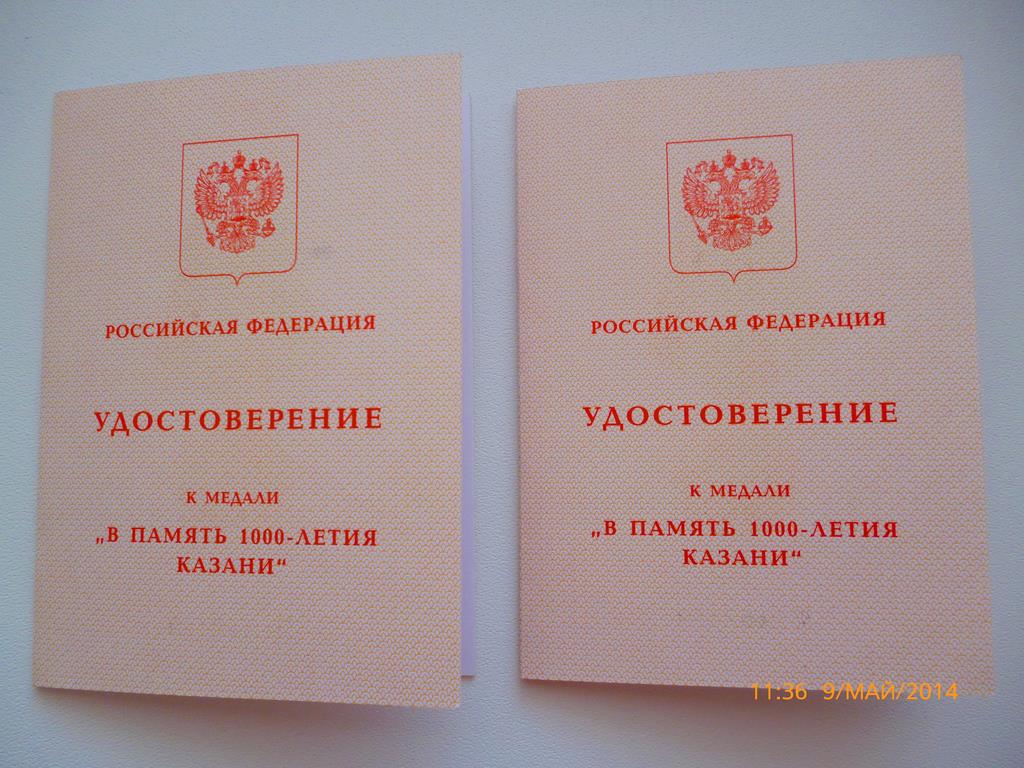 РОССИЙСКАЯ ФЕДЕРАЦИЯ
УДОСТОВЕРЕНИЕ
К МЕДАЛИ
„В ПАМЯТЬ 1000-ЛЕТИЯ
КАЗАНИ“
РОССИЙСКАЯ ФЕДЕРАЦИЯ
УДОСТОВЕРЕНИЕ
К МЕДАЛИ
„В ПАМЯТЬ 1000-ЛЕТИЯ
КАЗАНИ“
11:36 9/МАЙ/2014